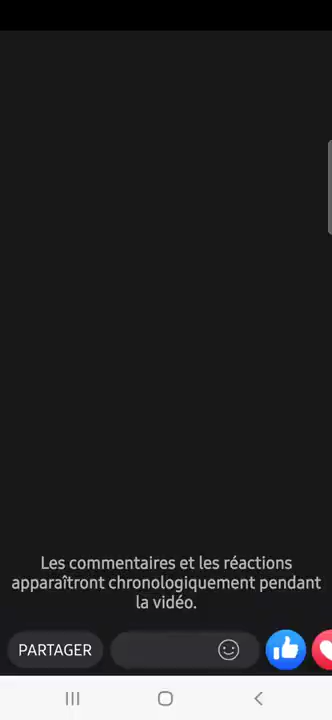 Les commentaires et les réactions
apparaîtront chronologiquement pendant
la vidéo.
PARTAGER